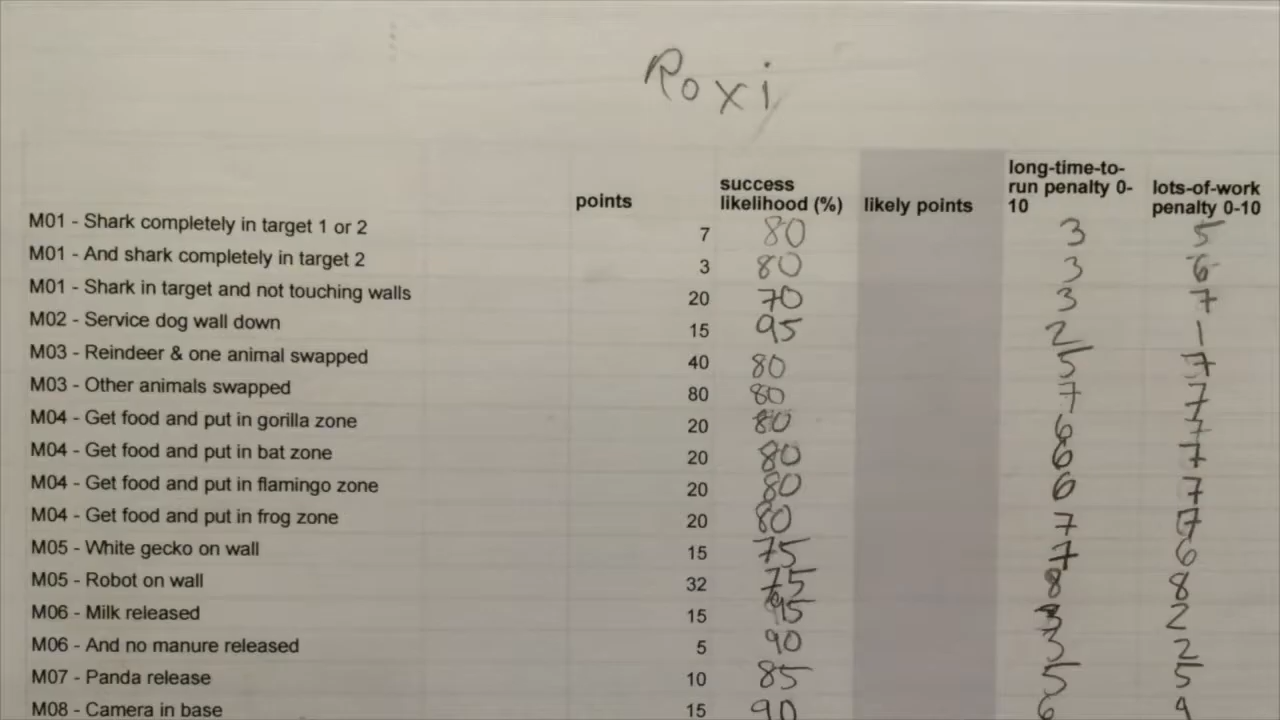 Roxi
points success likelihood (%) likely points long-time-to-run penalty 0-10 lots-of-work penalty 0-10
M01 - Shark completely in target 1 or 2 7 80 3 5
M01 - And shark completely in target 2 3 80 3 6
M01 - Shark in target and not touching walls 20 70 3 7
M02 - Service dog wall down 15 95 2 1
M03 - Reindeer & one animal swapped 40 80 5 7
M03 - Other animals swapped 80 80 7 7
M04 - Get food and put in gorilla zone 20 80 6 7
M04 - Get food and put in bat zone 20 80 6 7
M04 - Get food and put in flamingo zone 20 80 6 7
M04 - Get food and put in frog zone 20 80 7 7
M05 - White gecko on wall 15 75 7 6
M05 - Robot on wall 32 75 8 8
M06 - Milk released 15 95 3 2
M06 - And no manure released 5 90 3 2
M07 - Panda release 10 85 5 5
M08 - Camera in base 15 90 6